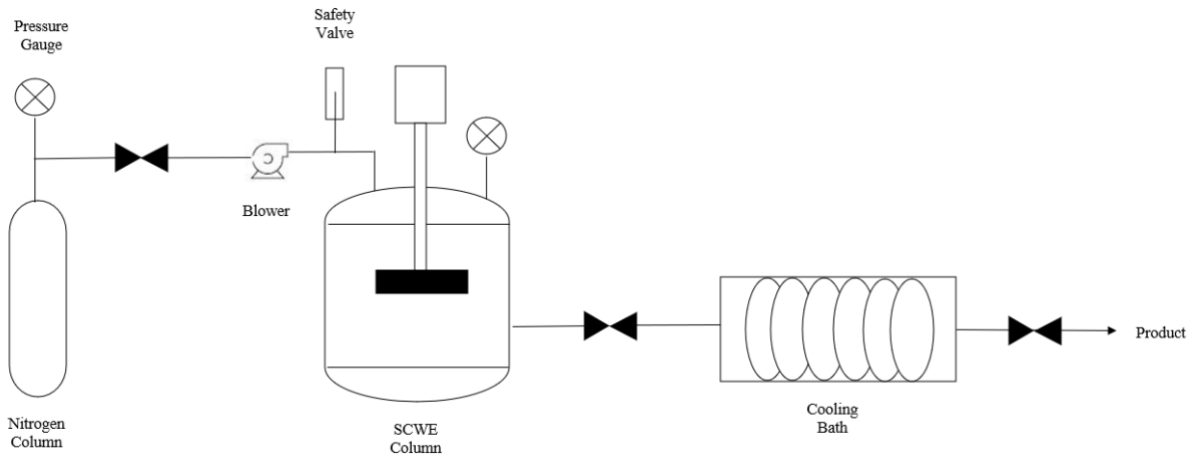 Pressure
Gauge
Safety
Valve
Blower
Nitrogen
Column
SCWE
Column
Cooling
Bath
Product